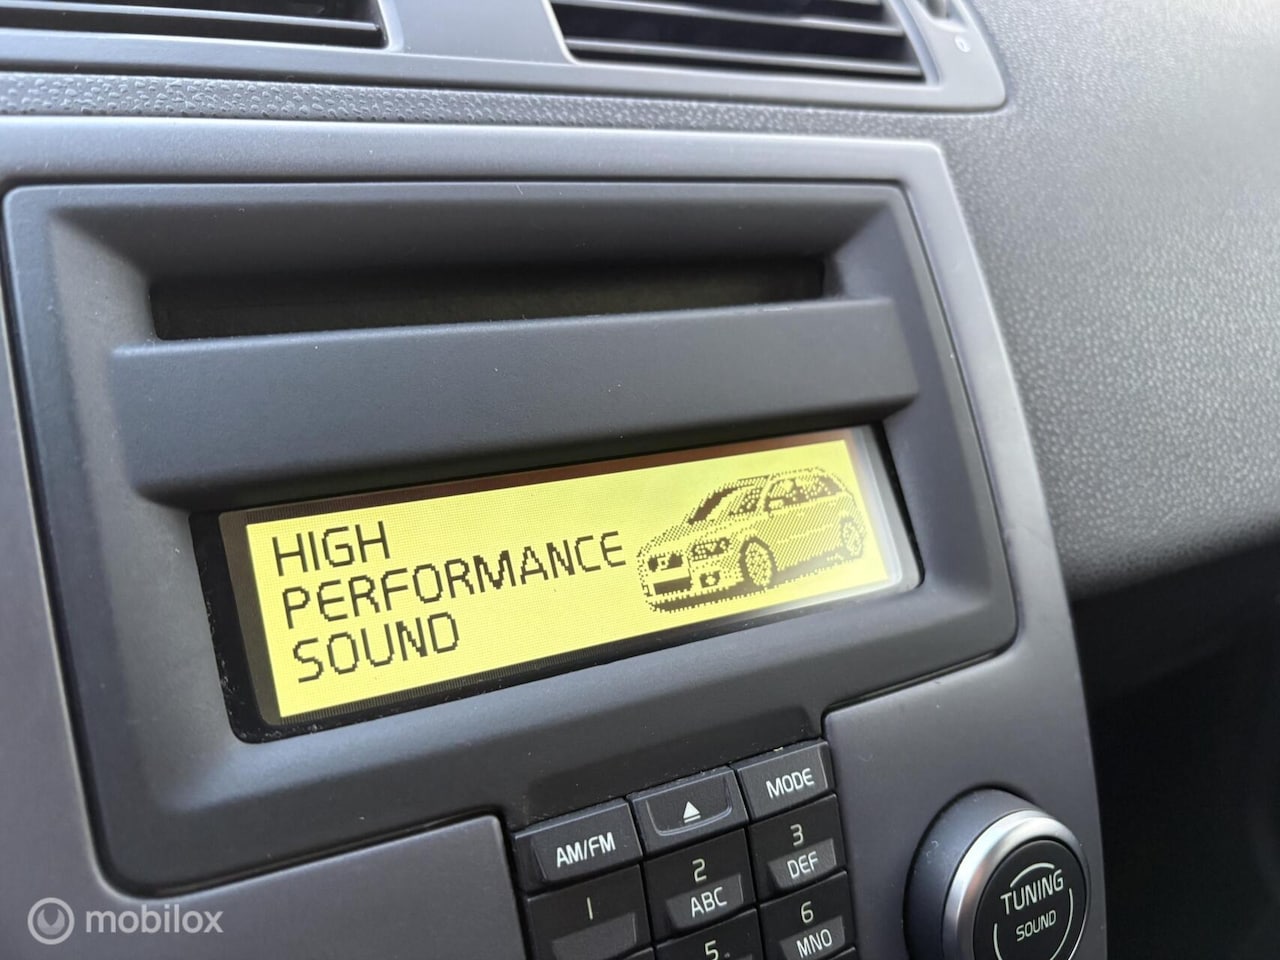 HIGH
PERFORMANCE
SOUND
MODE
AM/FM
3
DEF
2
ABC
1
6
MNO
5
TUNING
SOUND
mobilox